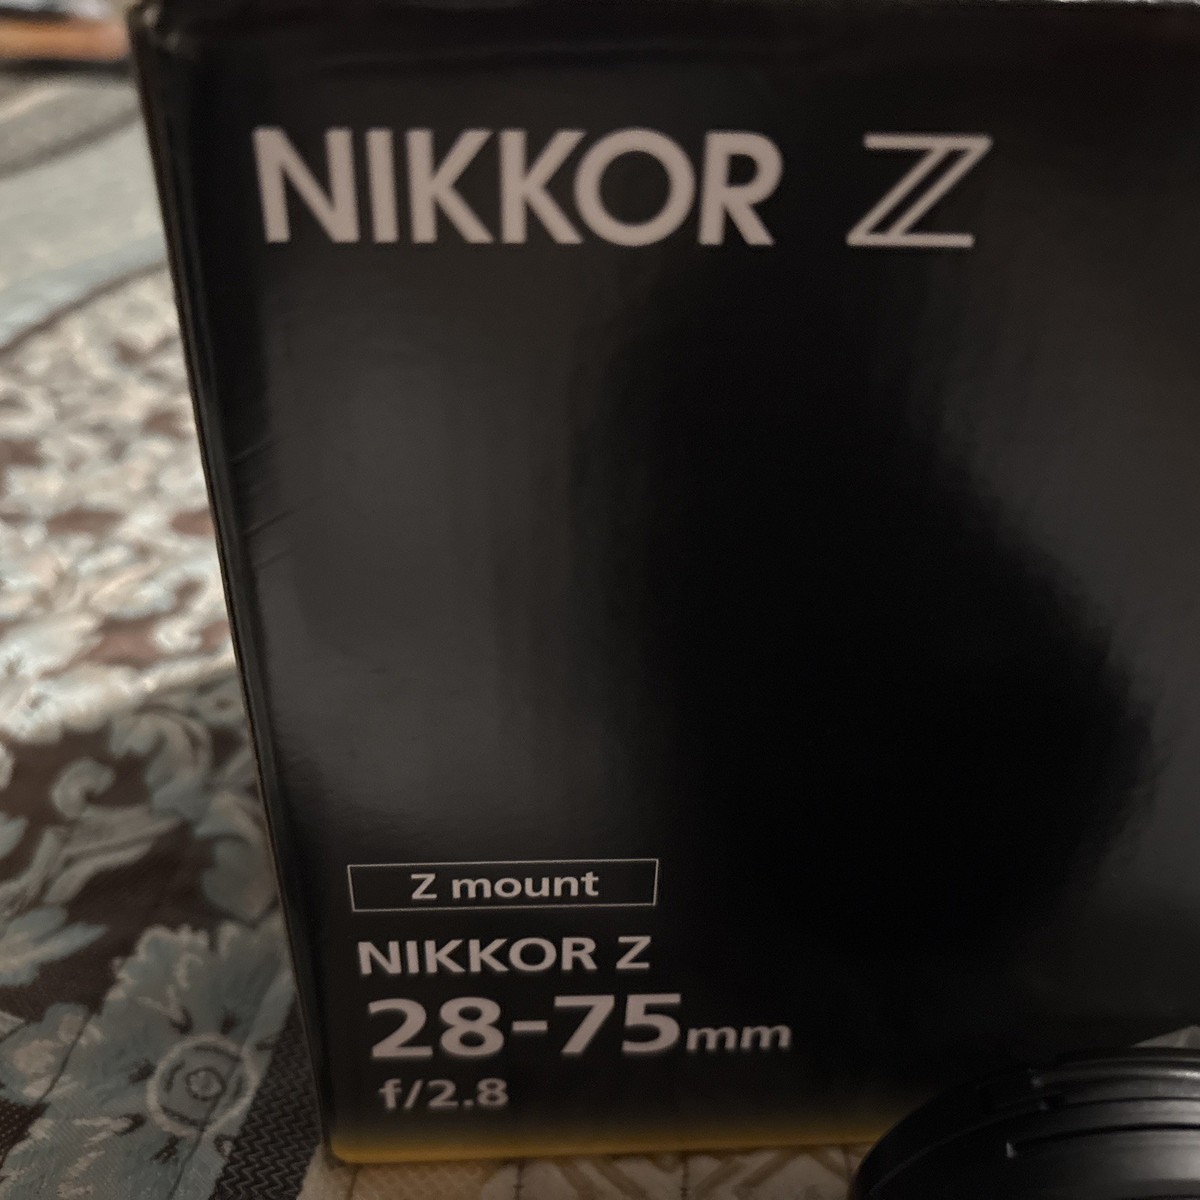 NIKKOR Z
Z mount
NIKKOR Z
28-75mm
f/2.8